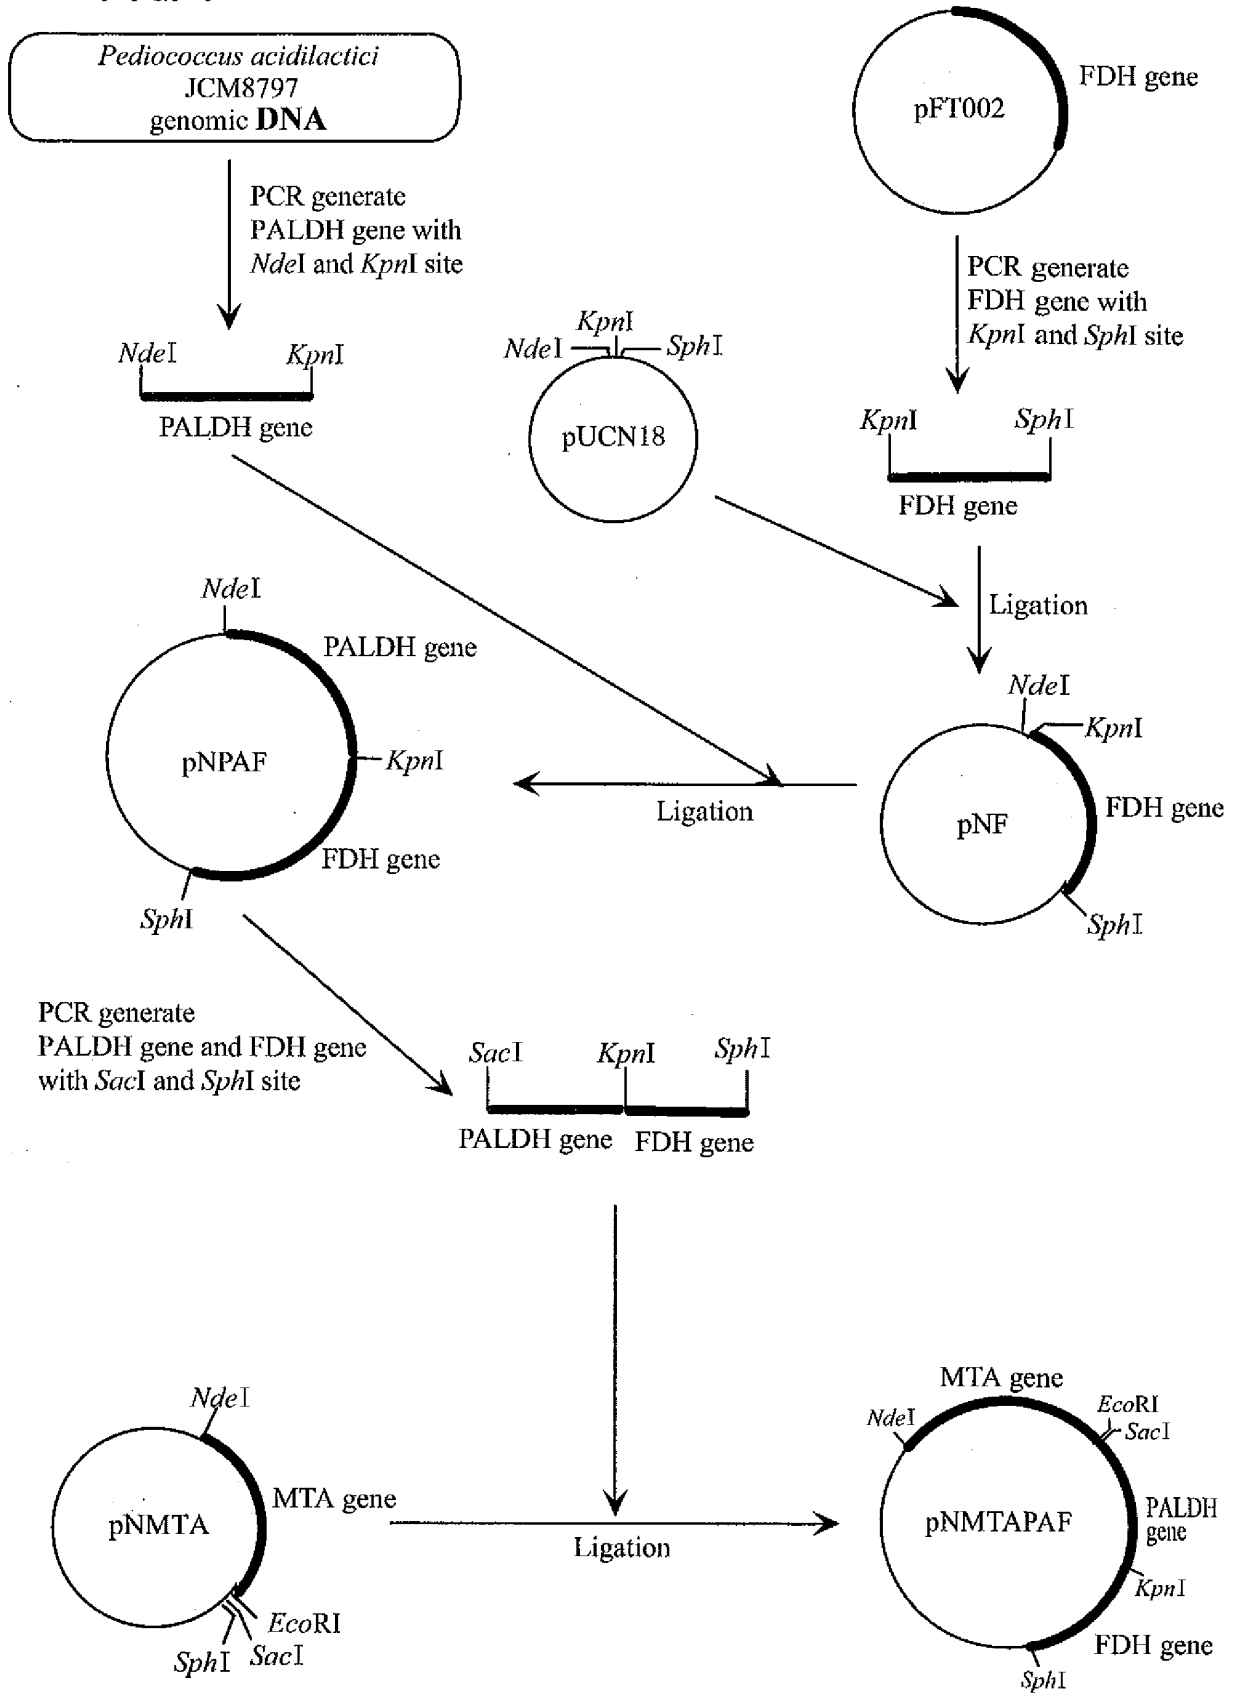 Pediococcus acidilactici
JCM8797
genomic DNA
PCR generate
PALDH gene with
NdeI and KpnI site
pFT002
FDH gene
PCR generate
FDH gene with
KpnI and SphI site
NdeI
KpnI
PALDH gene
KpnI
NdeI
SphI
pUCN18
KpnI
SphI
FDH gene
Ligation
NdeI
PALDH gene
pNPAF
KpnI
FDH gene
SphI
Ligation
NdeI
KpnI
pNF
FDH gene
SphI
PCR generate
PALDH gene and FDH gene
with SacI and SphI site
SacI
KpnI
SphI
PALDH gene
FDH gene
NdeI
MTA gene
pNMTA
EcoRI
SacI
SphI
Ligation
MTA gene
NdeI
EcoRI
SacI
pNMTAPAF
PALDH
gene
KpnI
FDH gene
SphI